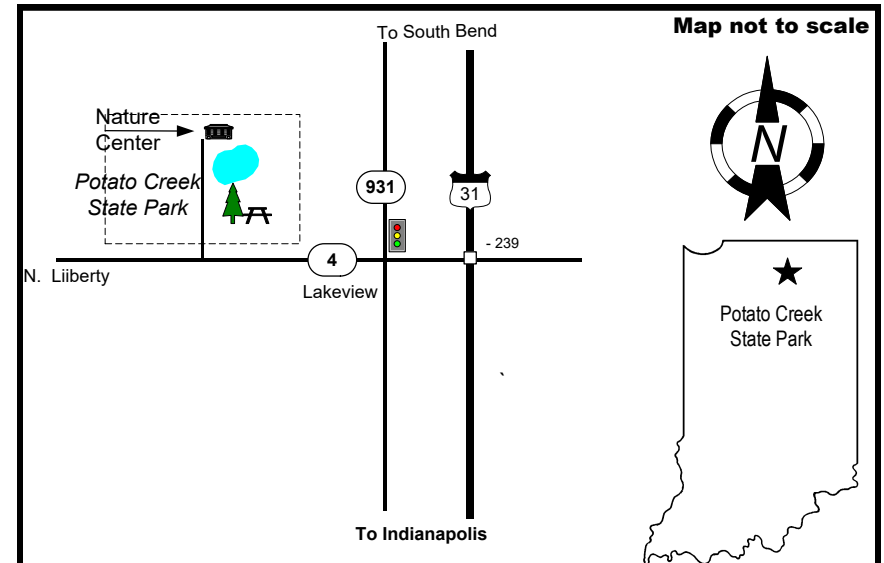 To South Bend
Map not to scale
Nature
Center
Potato Creek
State Park
931
31
N
- 239
4
N. Liiberty
Lakeview
Potato Creek
State Park
`
To Indianapolis